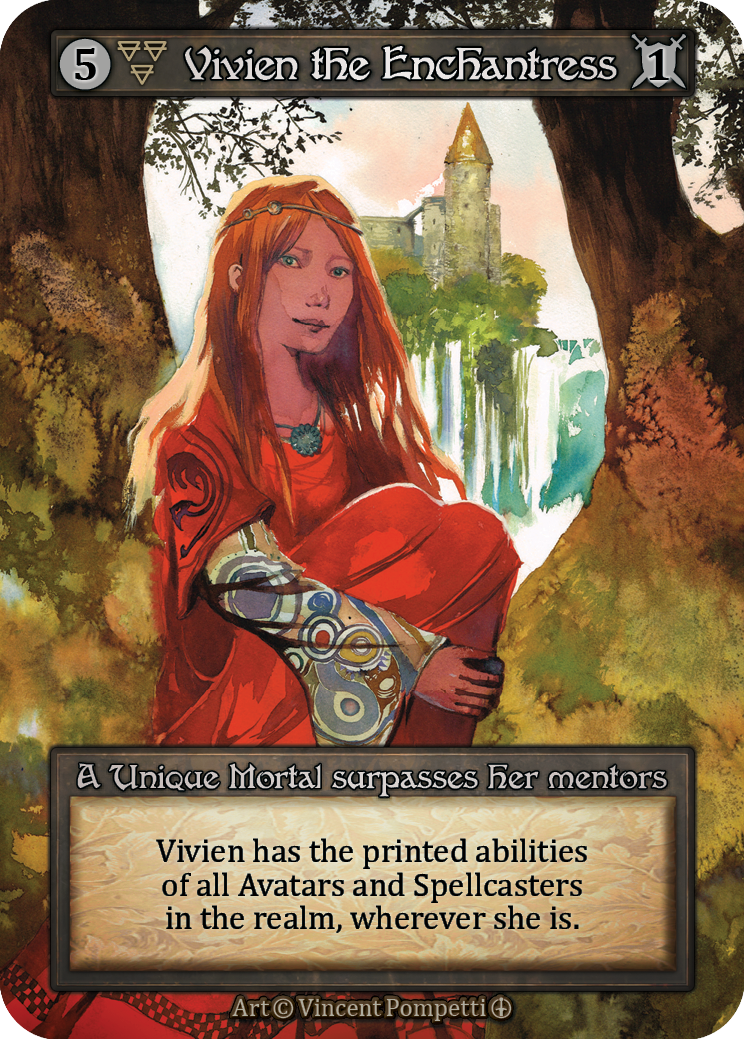 5 Vivien the Enchantress 1
A Unique Mortal surpasses her mentors
Vivien has the printed abilities
of all Avatars and Spellcasters
in the realm, wherever she is.
Art © Vincent Pompetti